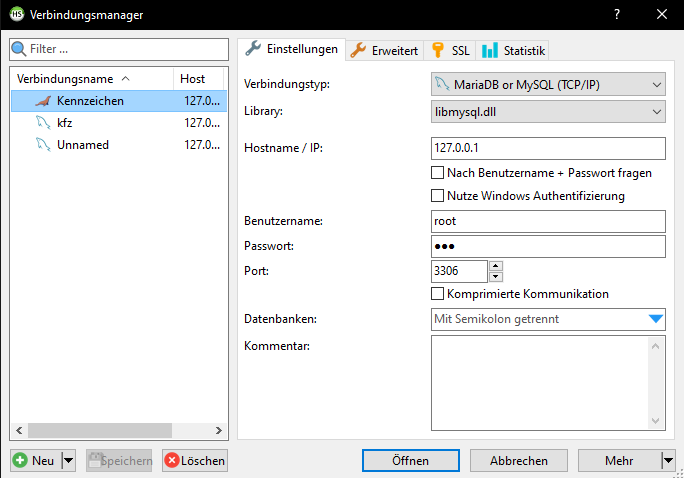 HS Verbindungsmanager
Filter ...
Verbindungsname Host
Kennzeichen 127.0...
kfz 127.0...
Unnamed 127.0...
Neu Speichern Löschen
Einstellungen Erweitert SSL Statistik
Verbindungstyp: MariaDB or MySQL (TCP/IP)
Library: libmysql.dll
Hostname / IP: 127.0.0.1
Nach Benutzername + Passwort fragen
Nutze Windows Authentifizierung
Benutzername: root
Passwort: ●●●
Port: 3306
Komprimierte Kommunikation
Datenbanken: Mit Semikolon getrennt
Kommentar:
Öffnen Abbrechen Mehr